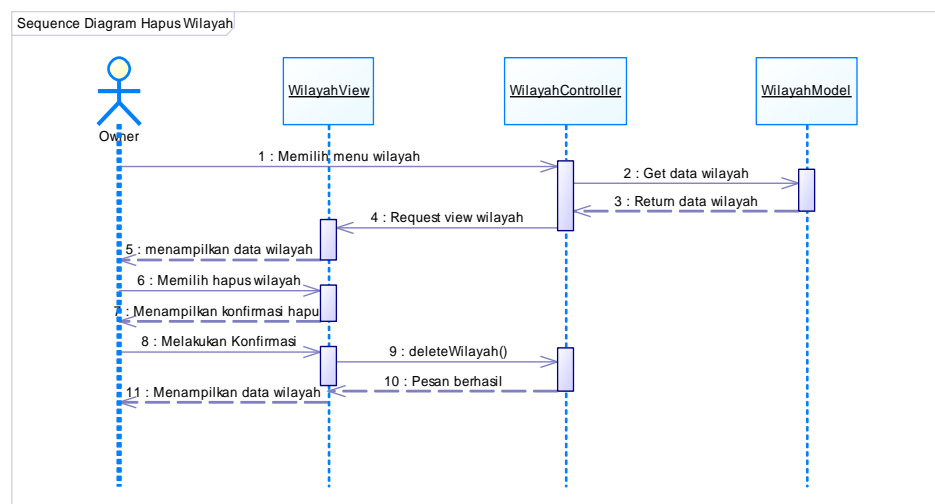 Sequence Diagram Hapus Wilayah
Owner
WilayahView
WilayahController
WilayahModel
1 : Memilih menu wilayah
2 : Get data wilayah
3 : Return data wilayah
4 : Request view wilayah
5 : menampilkan data wilayah
6 : Memilih hapus wilayah
7 : Menampilkan konfirmasi hapu
8 : Melakukan Konfirmasi
9 : deleteWilayah()
10 : Pesan berhasil
11 : Menampilkan data wilayah